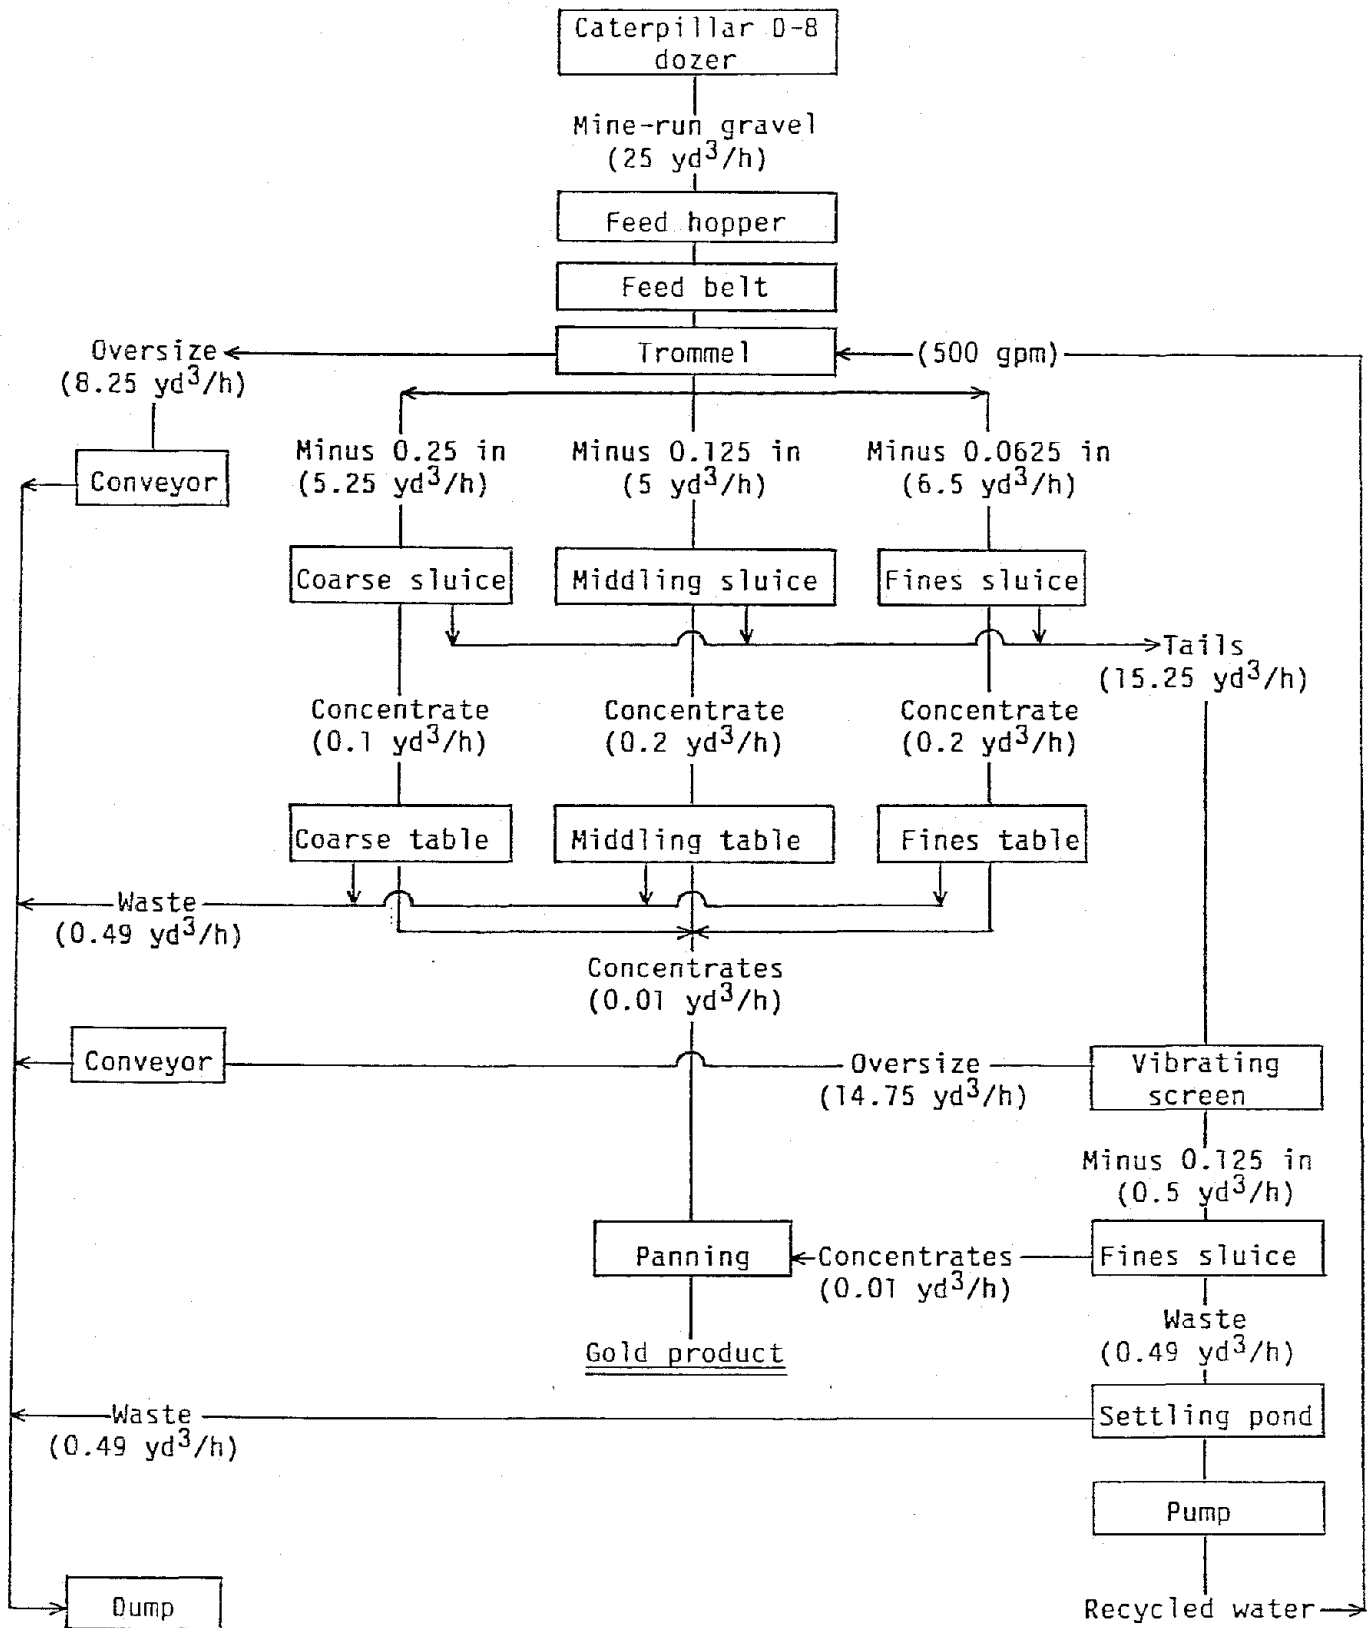 Caterpillar D-8
dozer
Mine-run gravel
(25 yd³/h)
Feed hopper
Feed belt
Trommel
(500 gpm)
Oversize
(8.25 yd³/h)
Conveyor
Minus 0.25 in
(5.25 yd³/h)
Minus 0.125 in
(5 yd³/h)
Minus 0.0625 in
(6.5 yd³/h)
Coarse sluice
Middling sluice
Fines sluice
Tails
(15.25 yd³/h)
Concentrate
(0.1 yd³/h)
Concentrate
(0.2 yd³/h)
Concentrate
(0.2 yd³/h)
Coarse table
Middling table
Fines table
Waste
(0.49 yd³/h)
Concentrates
(0.01 yd³/h)
Conveyor
Oversize
(14.75 yd³/h)
Vibrating
screen
Minus 0.125 in
(0.5 yd³/h)
Panning
Concentrates
(0.01 yd³/h)
Fines sluice
Gold product
Waste
(0.49 yd³/h)
Waste
(0.49 yd³/h)
Settling pond
Pump
Dump
Recycled water